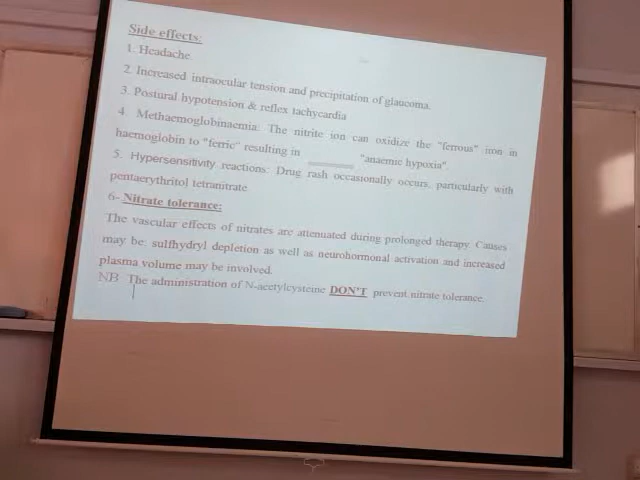 Side effects:
1. Headache
2. Increased intraocular tension and precipitation of glaucoma.
3. Postural hypotension & reflex tachycardia
4. Methaemoglobinaemia: The nitrite ion can oxidize the "ferrous" iron in
haemoglobin to "ferric" resulting in ________ "anaemic hypoxia".
5. Hypersensitivity reactions: Drug rash occasionally occurs, particularly with
pentaerythritol tetranitrate
6- Nitrate tolerance:
The vascular effects of nitrates are attenuated during prolonged therapy. Causes
may be: sulfhydryl depletion as well as neurohormonal activation and increased
plasma volume may be involved.
NB The administration of N-acetylcysteine DON'T prevent nitrate tolerance.